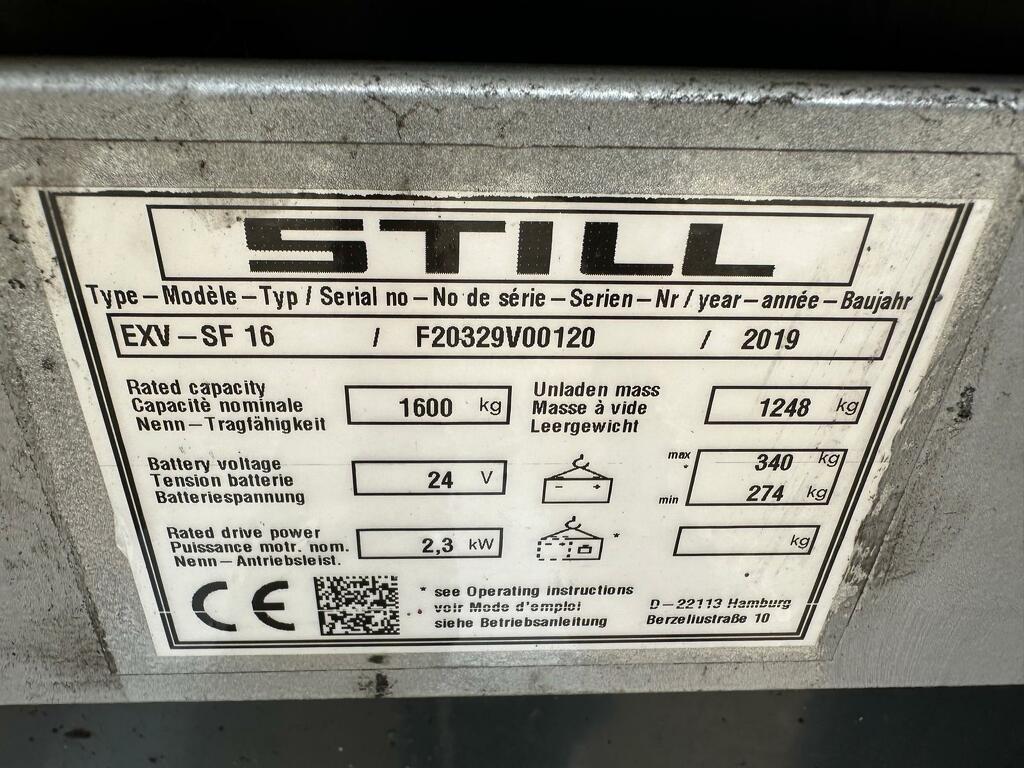 STILL
Type – Modèle – Typ / Serial no – No de série – Serien – Nr / year – année – Baujahr
EXV – SF 16 / F20329V00120 / 2019
Rated capacity
Capacitè nominale
Nenn – Tragfähigkeit
1600 kg
Unladen mass
Masse à vide
Leergewicht
1248 kg
Battery voltage
Tension batterie
Batteriespannung
24 V
max 340 kg
*
min 274 kg
Rated drive power
Puissance motr. nom.
Nenn – Antriebsleist.
2,3 kW
*
kg
CE
* see Operating instructions
voir Mode d'emploi
siehe Betriebsanleitung
D – 22113 Hamburg
Berzeliustraße 10